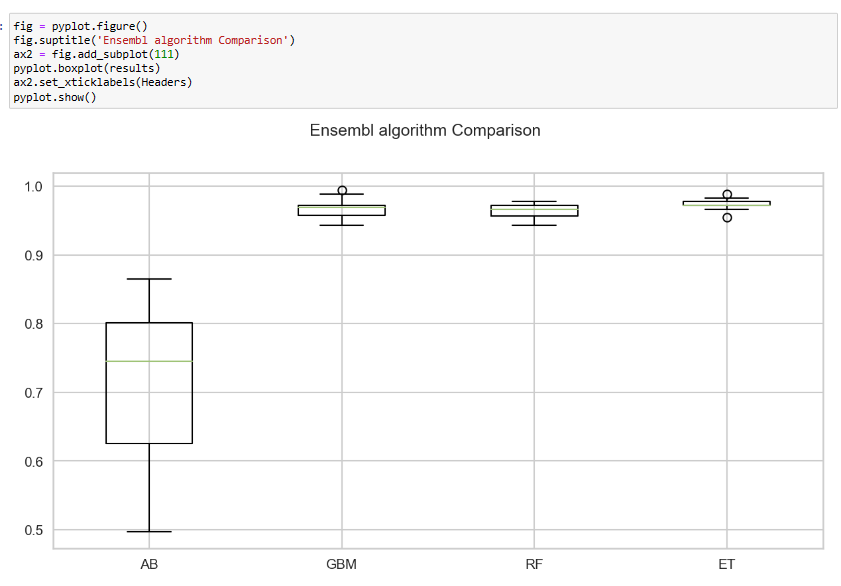 :
fig = pyplot.figure()
fig.suptitle('Ensembl algorithm Comparison')
ax2 = fig.add_subplot(111)
pyplot.boxplot(results)
ax2.set_xticklabels(Headers)
pyplot.show()
Ensembl algorithm Comparison
1.0
0.9
0.8
0.7
0.6
0.5
AB GBM RF ET